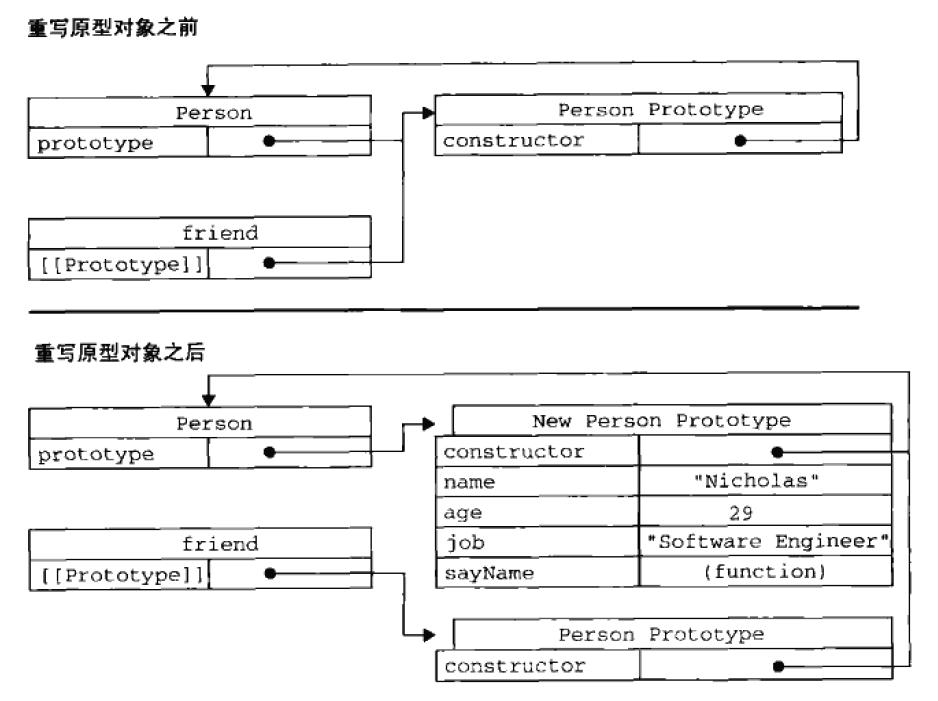 重写原型对象之前
Person
prototype
Person Prototype
constructor
friend
[[Prototype]]
重写原型对象之后
Person
prototype
New Person Prototype
constructor
name "Nicholas"
age 29
job "Software Engineer"
sayName (function)
friend
[[Prototype]]
Person Prototype
constructor